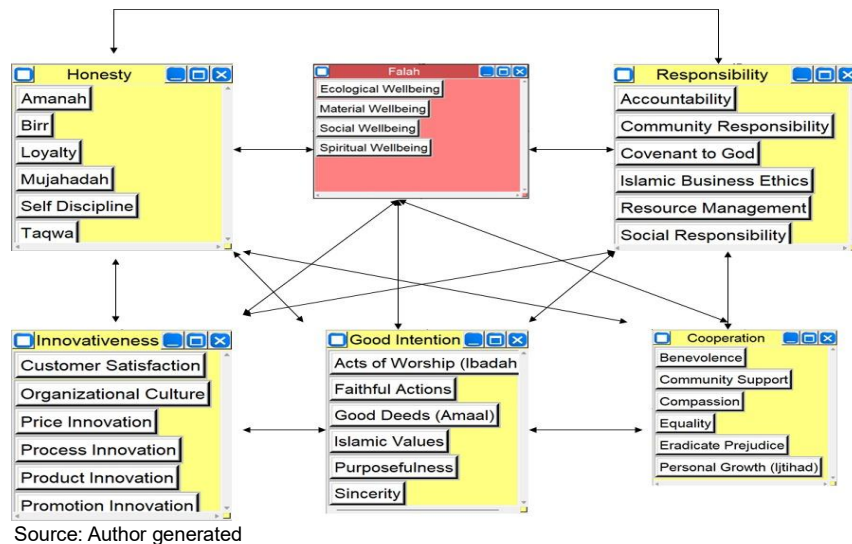 Honesty
Amanah
Birr
Loyalty
Mujahadah
Self Discipline
Taqwa
Falah
Ecological Wellbeing
Material Wellbeing
Social Wellbeing
Spiritual Wellbeing
Responsibility
Accountability
Community Responsibility
Covenant to God
Islamic Business Ethics
Resource Management
Social Responsibility
Innovativeness
Customer Satisfaction
Organizational Culture
Price Innovation
Process Innovation
Product Innovation
Promotion Innovation
Good Intention
Acts of Worship (Ibadah
Faithful Actions
Good Deeds (Amaal)
Islamic Values
Purposefulness
Sincerity
Cooperation
Benevolence
Community Support
Compassion
Equality
Eradicate Prejudice
Personal Growth (Ijtihad)
Source: Author generated